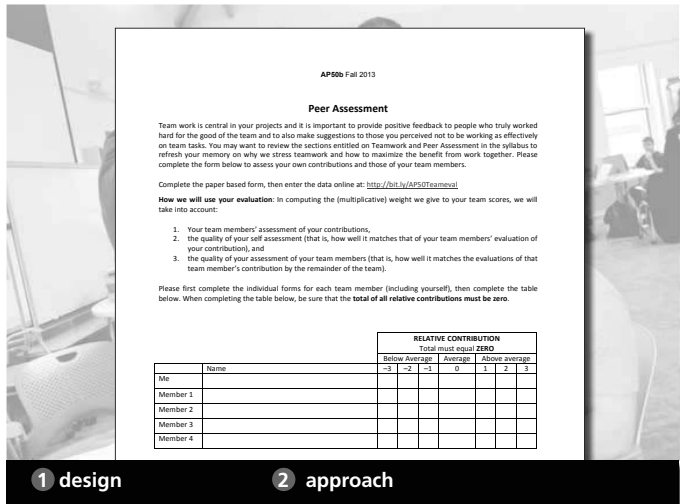 AP50b Fall 2013
Peer Assessment
Team work is central in your projects and it is important to provide positive feedback to people who truly worked
hard for the good of the team and to also make suggestions to those you perceived not to be working as effectively
on team tasks. You may want to review the sections entitled on Teamwork and Peer Assessment in the syllabus to
refresh your memory on why we stress teamwork and how to maximize the benefit from work together. Please
complete the form below to assess your own contributions and those of your team members.
Complete the paper based form, then enter the data online at: http://bit.ly/AP50Teameval
How we will use your evaluation: In computing the (multiplicative) weight we give to your team scores, we will
take into account:
1. Your team members' assessment of your contributions,
2. the quality of your self assessment (that is, how well it matches that of your team members' evaluation of
your contribution), and
3. the quality of your assessment of your team members (that is, how well it matches the evaluations of that
team member's contribution by the remainder of the team).
Please first complete the individual forms for each team member (including yourself), then complete the table
below. When completing the table below, be sure that the total of all relative contributions must be zero.
RELATIVE CONTRIBUTION
Total must equal ZERO
Below Average Average Above average
Name –3 –2 –1 0 1 2 3
Me
Member 1
Member 2
Member 3
Member 4
1 design 2 approach